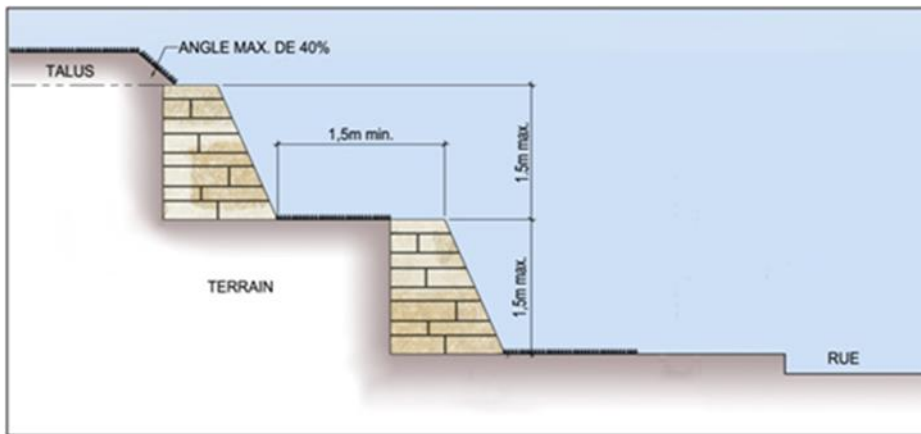 ANGLE MAX. DE 40%
TALUS
1,5m min.
1.5m max.
TERRAIN
1,5m max.
RUE